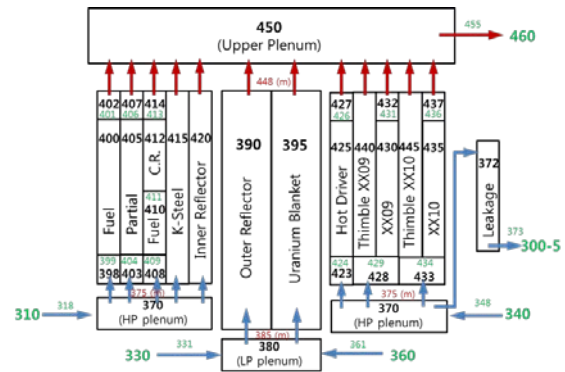 450
(Upper Plenum)
455
460
448 (m)
402
401
400
Fuel
399
398
407
406
405
Partial
404
403
414
413
412
C.R.
411
410
Fuel
409
408
415
K-Steel
420
Inner Reflector
390
Outer Reflector
395
Uranium Blanket
427
426
425
Hot Driver
424
423
440
Thimble XX09
432
431
430
XX09
429
428
445
Thimble XX10
437
436
435
XX10
434
433
372
Leakage
373
300-5
375 (m)
370
(HP plenum)
310
318
375 (m)
370
(HP plenum)
348
340
385 (m)
380
(LP plenum)
331
330
361
360